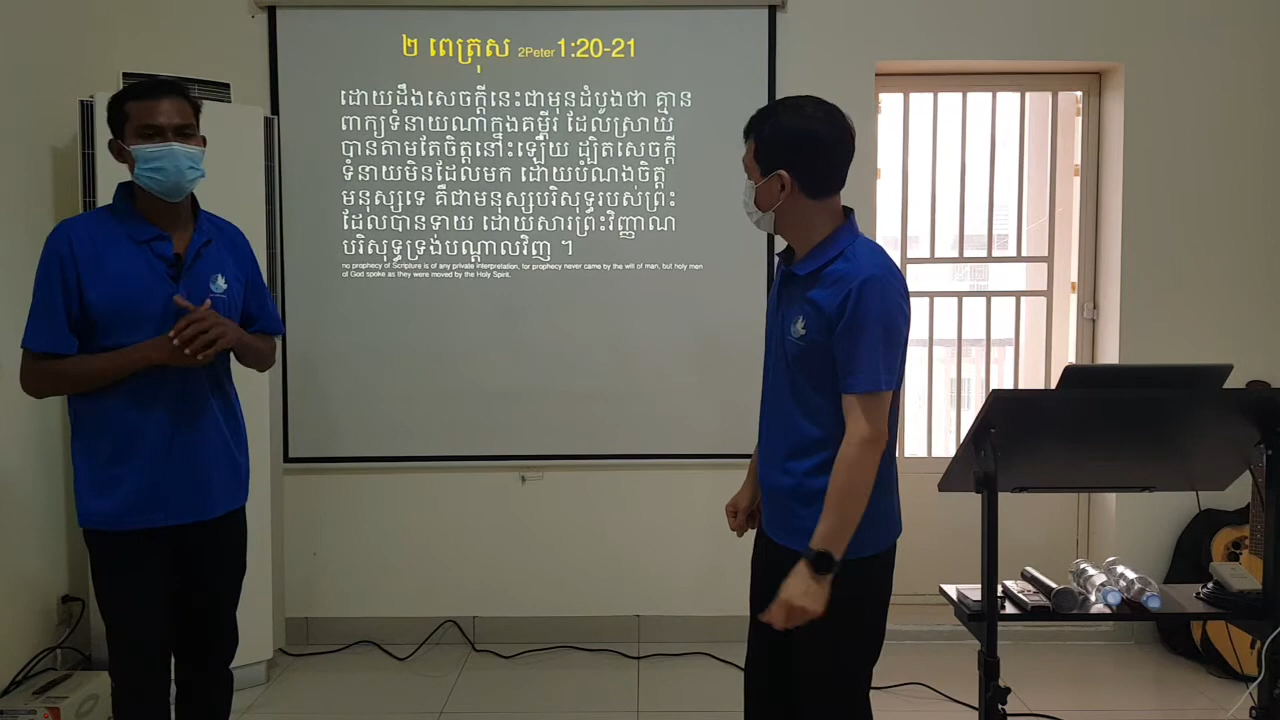 ២ ពេត្រុស 2Peter 1:20-21
ដោយដឹងសេចក្ដីនេះជាមុនដំបូងថា គ្មាន
ពាក្យទំនាយណាក្នុងគម្ពីរ ដែលស្រាយ
បានតាមតែចិត្តនោះឡើយ ដ្បិតសេចក្ដី
ទំនាយមិនដែលមក ដោយបំណងចិត្ត
មនុស្សទេ គឺជាមនុស្សបរិសុទ្ធរបស់ព្រះ
ដែលបានទាយ ដោយសារព្រះវិញ្ញាណ
បរិសុទ្ធទ្រង់បណ្ដាលវិញ ។
no prophecy of Scripture is of any private interpretation, for prophecy never came by the will of man, but holy men
of God spoke as they were moved by the Holy Spirit.